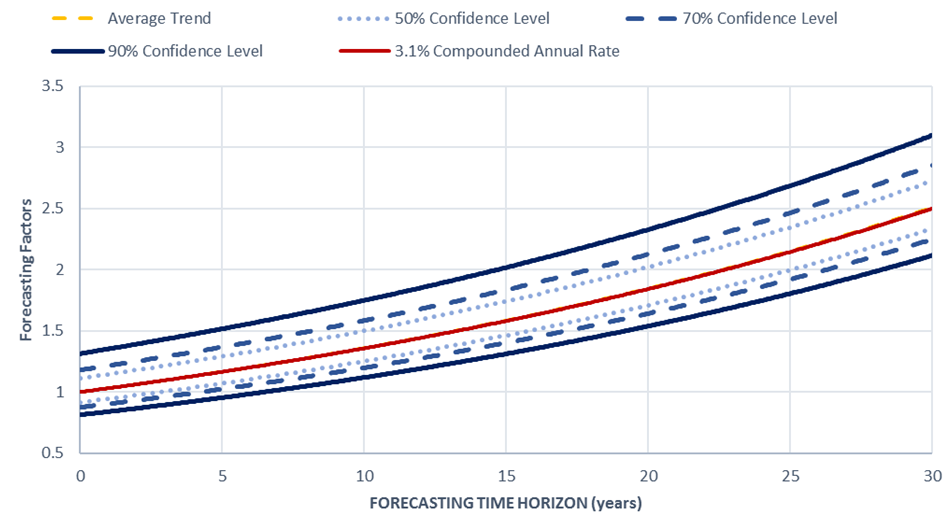 Average Trend
50% Confidence Level
70% Confidence Level
90% Confidence Level
3.1% Compounded Annual Rate
3.5
3
2.5
2
1.5
1
0.5
Forecasting Factors
0 5 10 15 20 25 30
FORECASTING TIME HORIZON (years)